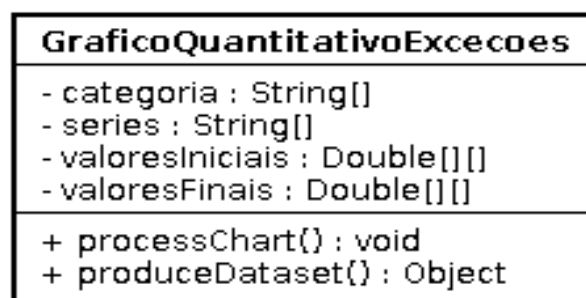 GraficoQuantitativoExcecoes
- categoria : String[]
- series : String[]
- valoresIniciais : Double[][]
- valoresFinais : Double[][]
+ processChart() : void
+ produceDataset() : Object